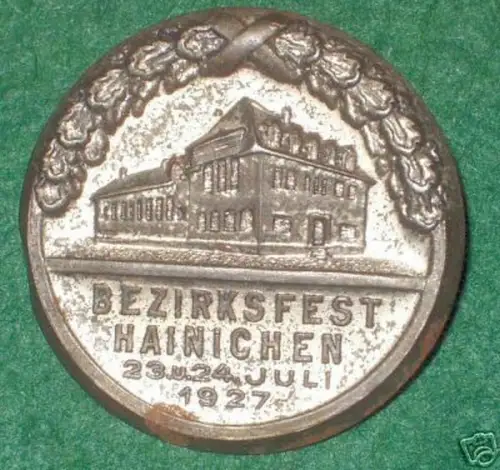 BEZIRKSFEST
HAINICHEN
23.u.24. JULI
1927.